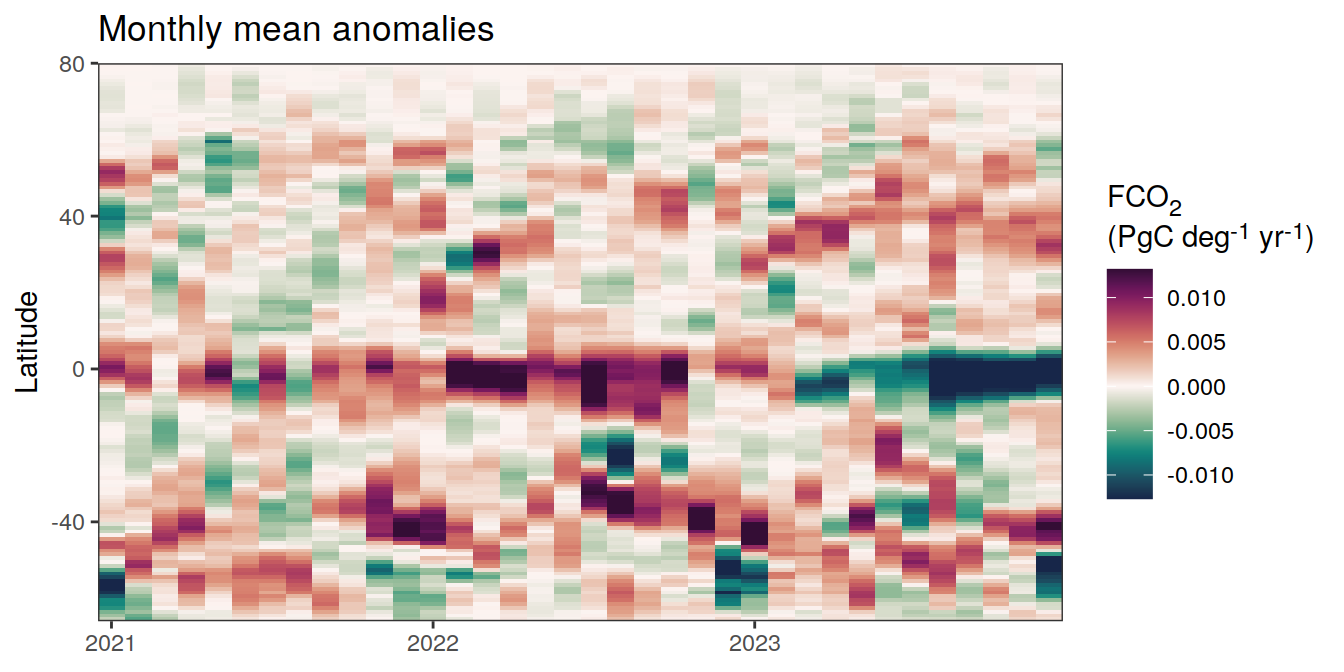 Monthly mean anomalies
80
40
0
-40
Latitude
2021 2022 2023
FCO₂
(PgC deg⁻¹ yr⁻¹)
0.010
0.005
0.000
-0.005
-0.010